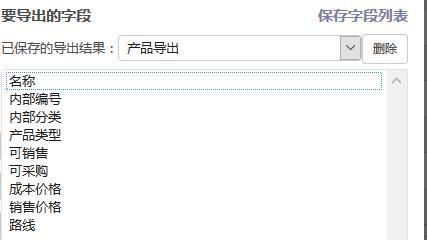 要导出的字段 保存字段列表
已保存的导出结果： 产品导出 删除
名称
内部编号
内部分类
产品类型
可销售
可采购
成本价格
销售价格
路线